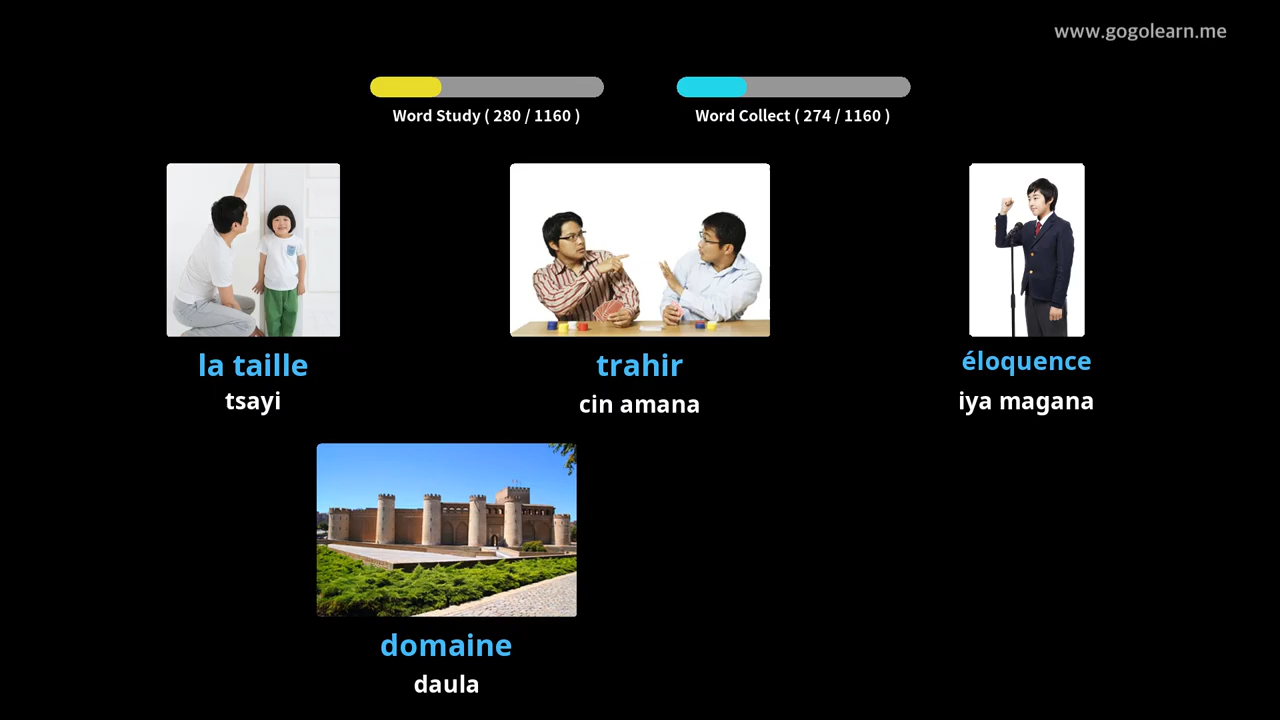 www.gogolearn.me
Word Study ( 280 / 1160 )
Word Collect ( 274 / 1160 )
la taille
tsayi
trahir
cin amana
éloquence
iya magana
domaine
daula